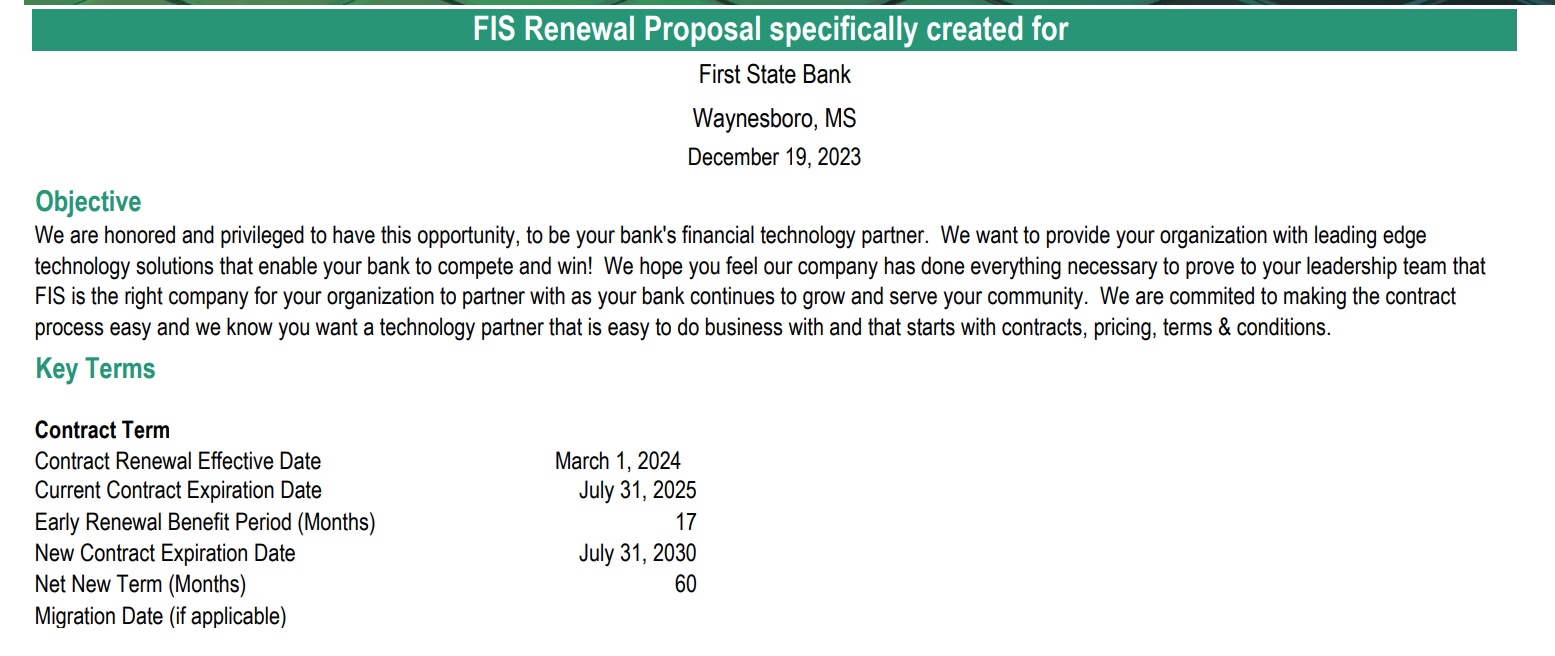 FIS Renewal Proposal specifically created for
First State Bank
Waynesboro, MS
December 19, 2023
Objective
We are honored and privileged to have this opportunity, to be your bank's financial technology partner.  We want to provide your organization with leading edge
technology solutions that enable your bank to compete and win!  We hope you feel our company has done everything necessary to prove to your leadership team that
FIS is the right company for your organization to partner with as your bank continues to grow and serve your community.  We are commited to making the contract
process easy and we know you want a technology partner that is easy to do business with and that starts with contracts, pricing, terms & conditions.
Key Terms
Contract Term
Contract Renewal Effective Date March 1, 2024
Current Contract Expiration Date July 31, 2025
Early Renewal Benefit Period (Months) 17
New Contract Expiration Date July 31, 2030
Net New Term (Months) 60
Migration Date (if applicable)